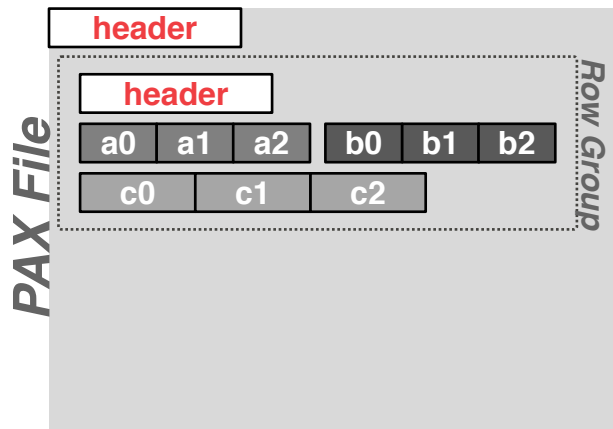 header
header
a0 a1 a2 b0 b1 b2
c0 c1 c2
PAX File
Row Group